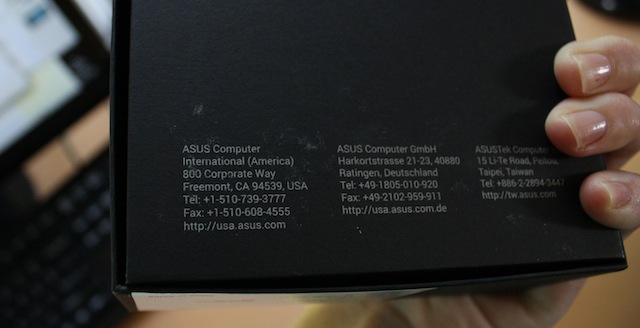 ASUS Computer
International (America)
800 Corporate Way
Freemont, CA 94539, USA
Tel: +1-510-739-3777
Fax: +1-510-608-4555
http://usa.asus.com
ASUS Computer GmbH
Harkortstrasse 21-23, 40880
Ratingen, Deutschland
Tel: +49-1805-010-920
Fax: +49-2102-959-911
http://usa.asus.com.de
ASUSTek Computer
15 Li-Te Road, Peitou,
Taipei, Taiwan
Tel: +886-2-2894-3447
http://tw.asus.com